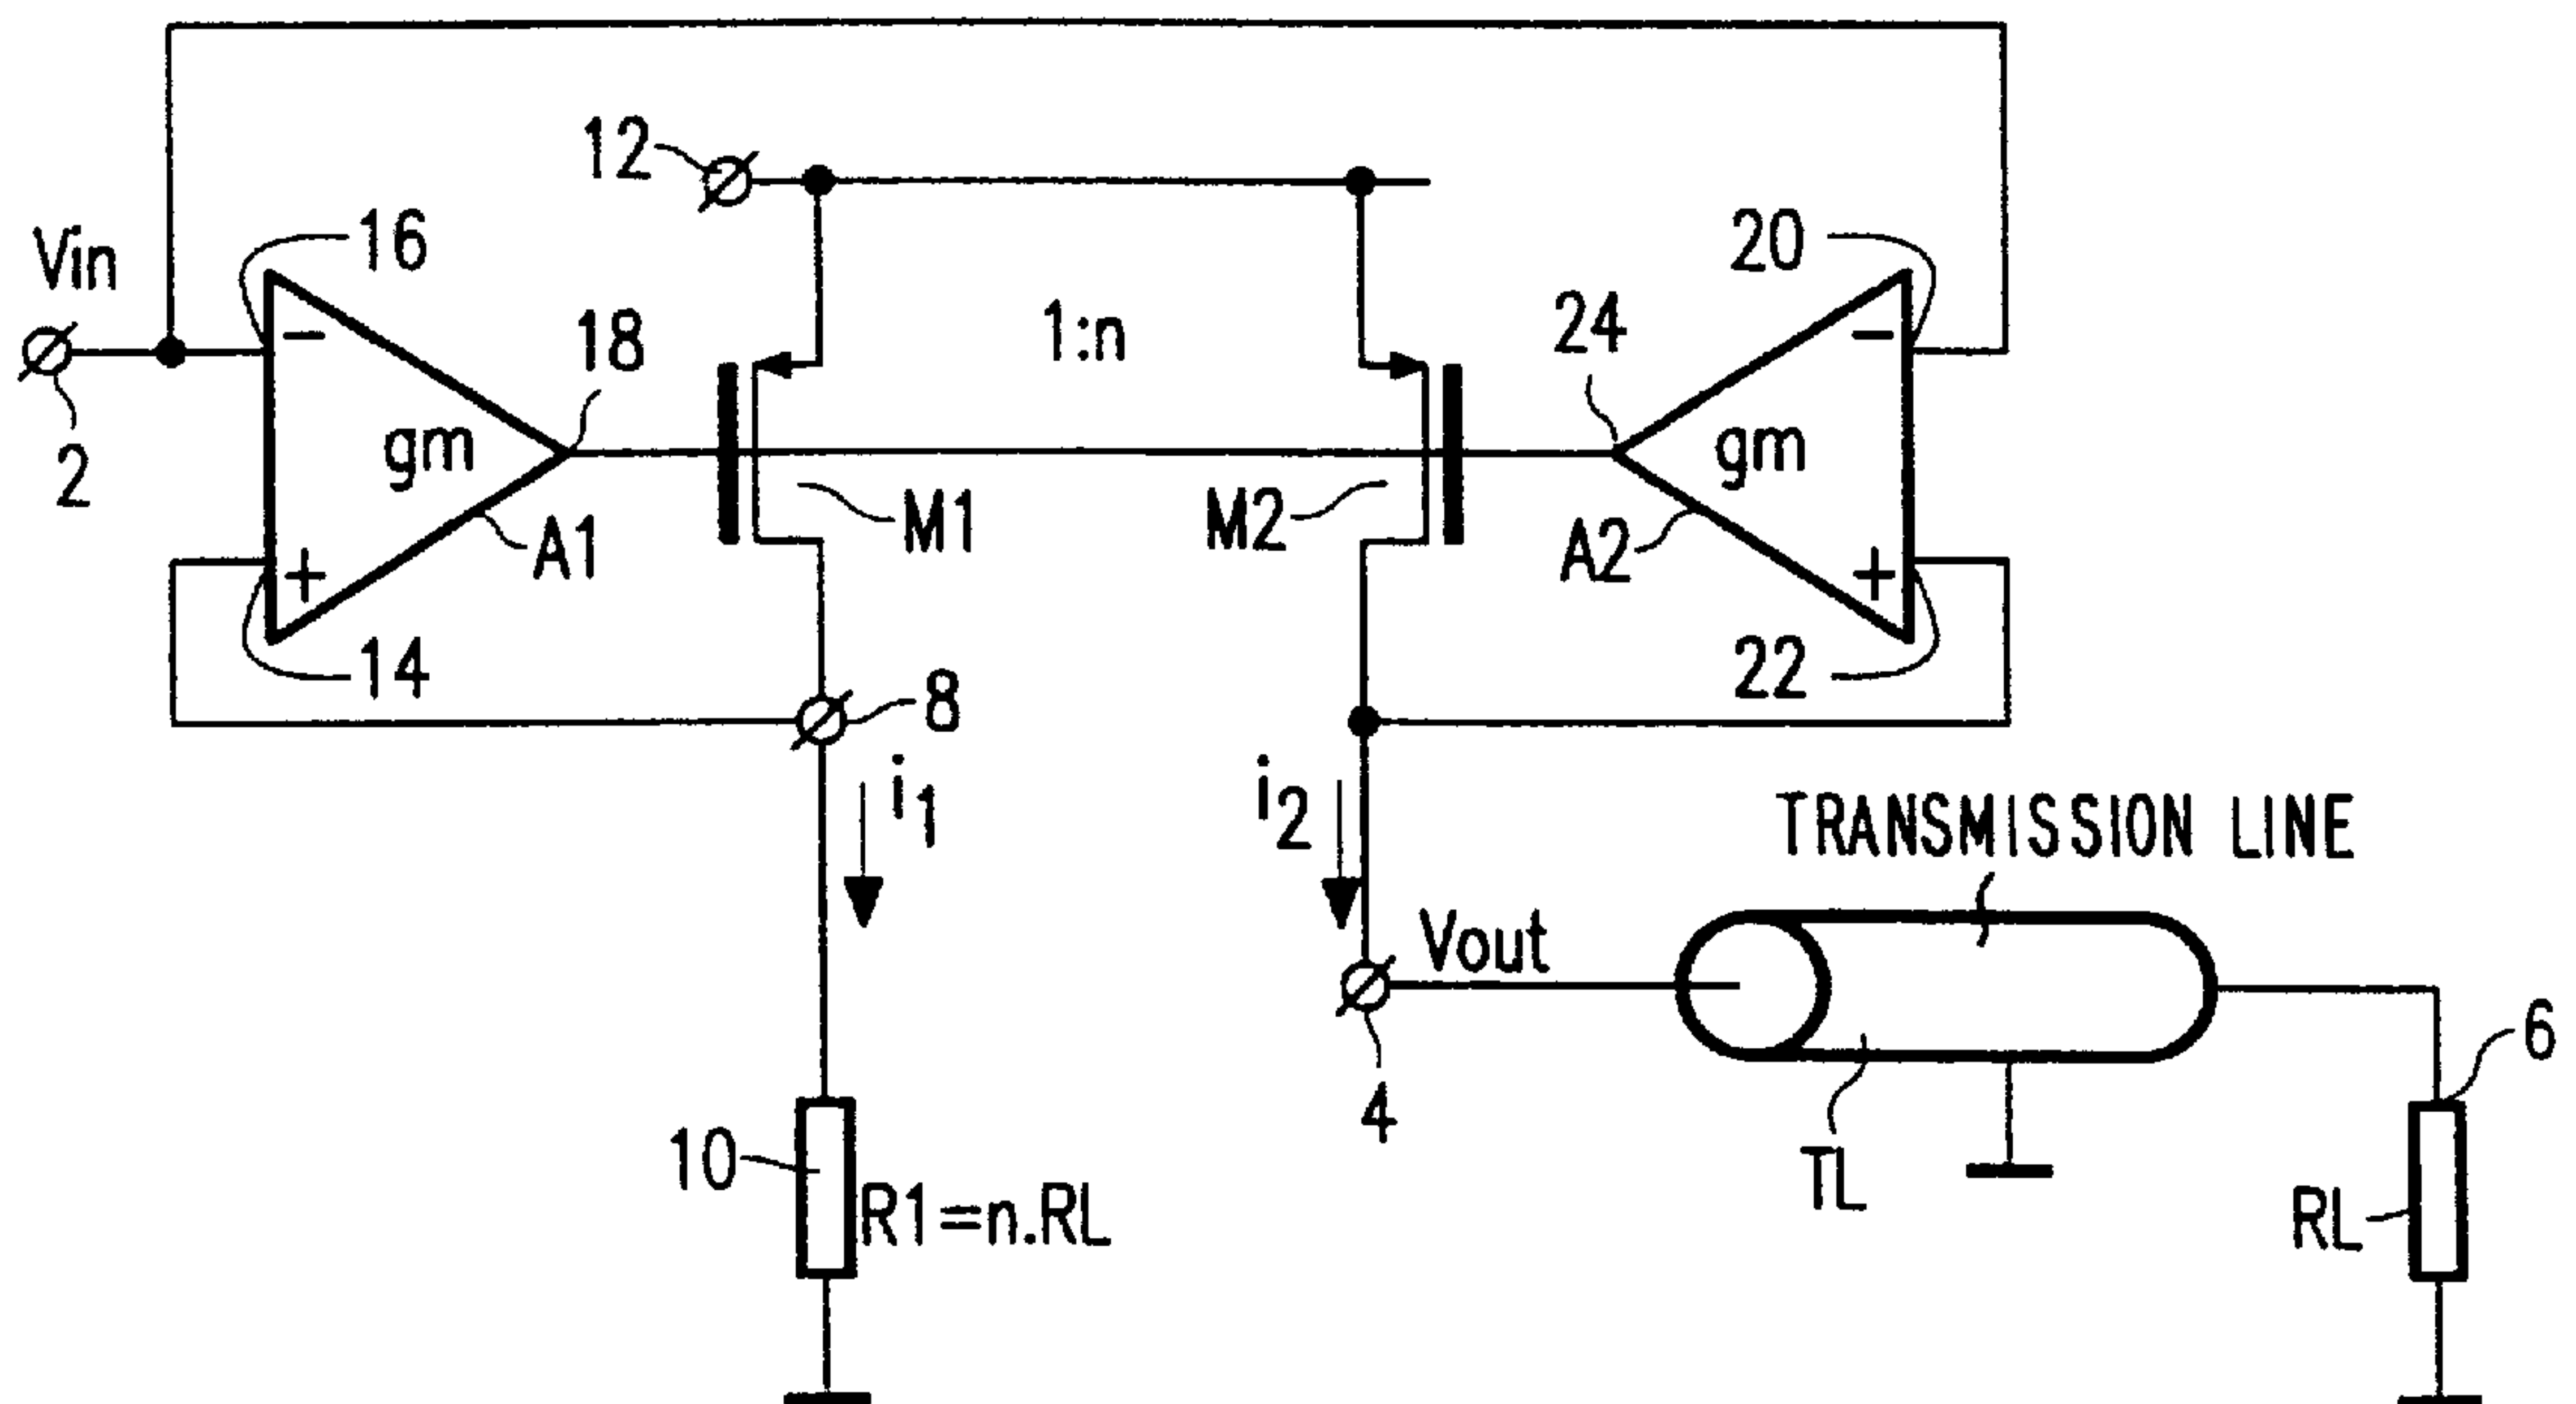 12
Vin
16
20
18
1:n
24
−
−
gm
gm
2
M1
M2
A1
A2
+
+
14
22
8
i1
i2
TRANSMISSION LINE
Vout
6
4
10
R1=n.RL
TL
RL